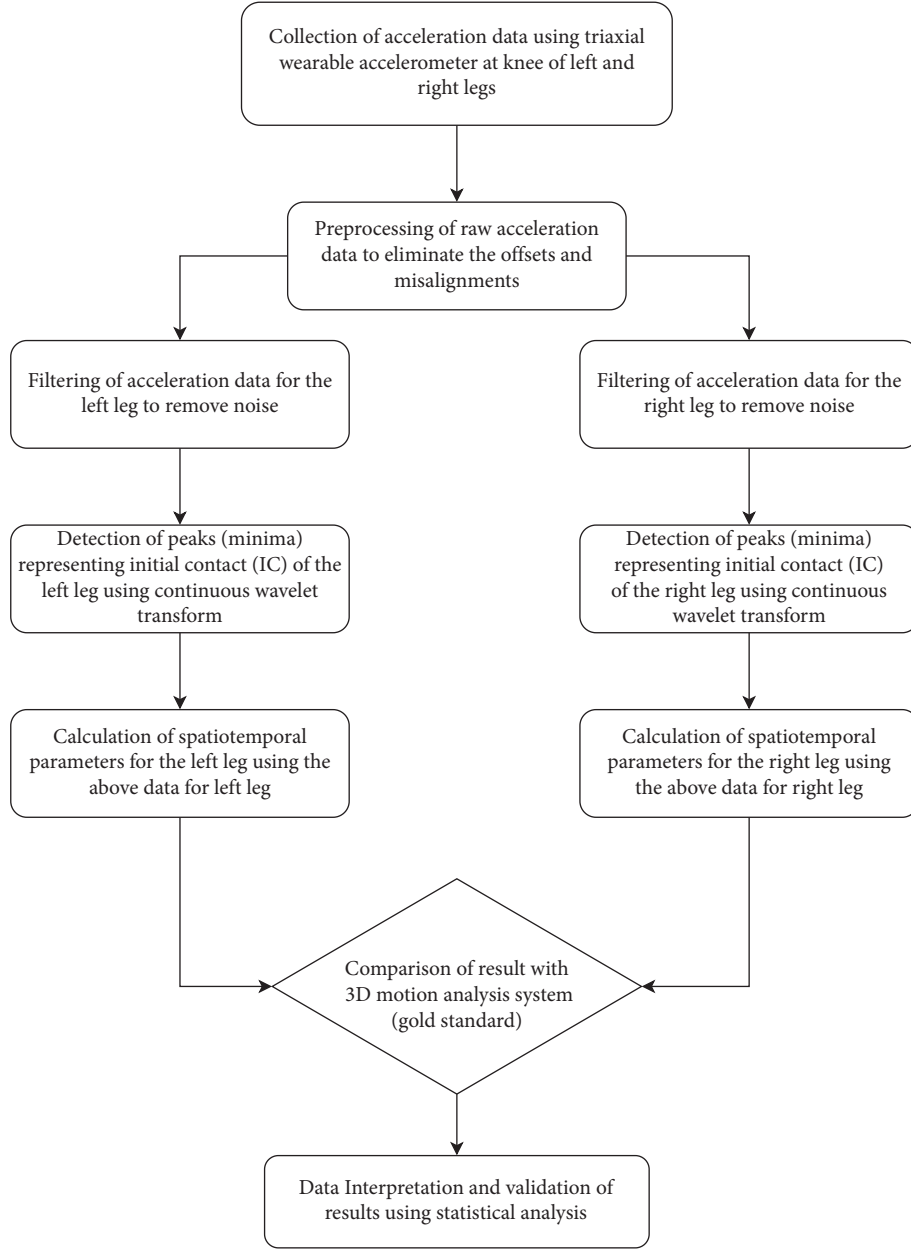 Collection of acceleration data using triaxial
wearable accelerometer at knee of left and
right legs
Preprocessing of raw acceleration
data to eliminate the offsets and
misalignments
Filtering of acceleration data for the
left leg to remove noise
Filtering of acceleration data for the
right leg to remove noise
Detection of peaks (minima)
representing initial contact (IC) of the
left leg using continuous wavelet
transform
Detection of peaks (minima)
representing initial contact (IC)
of the right leg using continuous
wavelet transform
Calculation of spatiotemporal
parameters for the left leg using the
above data for left leg
Calculation of spatiotemporal
parameters for the right leg using
the above data for right leg
Comparison of result with
3D motion analysis system
(gold standard)
Data Interpretation and validation of
results using statistical analysis